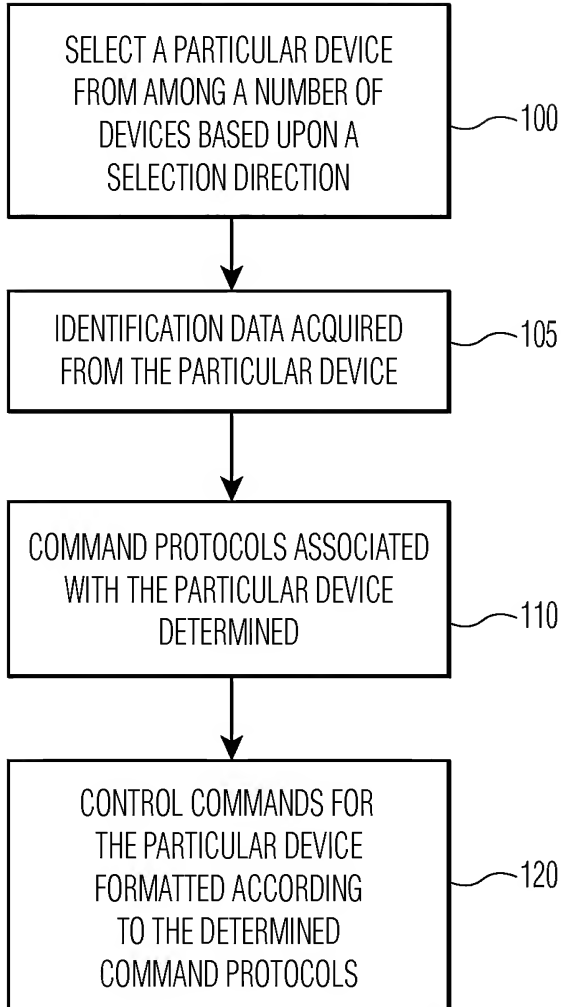 SELECT A PARTICULAR DEVICE
FROM AMONG A NUMBER OF
DEVICES BASED UPON A
SELECTION DIRECTION
100
IDENTIFICATION DATA ACQUIRED
FROM THE PARTICULAR DEVICE
105
COMMAND PROTOCOLS ASSOCIATED
WITH THE PARTICULAR DEVICE
DETERMINED
110
CONTROL COMMANDS FOR
THE PARTICULAR DEVICE
FORMATTED ACCORDING
TO THE DETERMINED
COMMAND PROTOCOLS
120